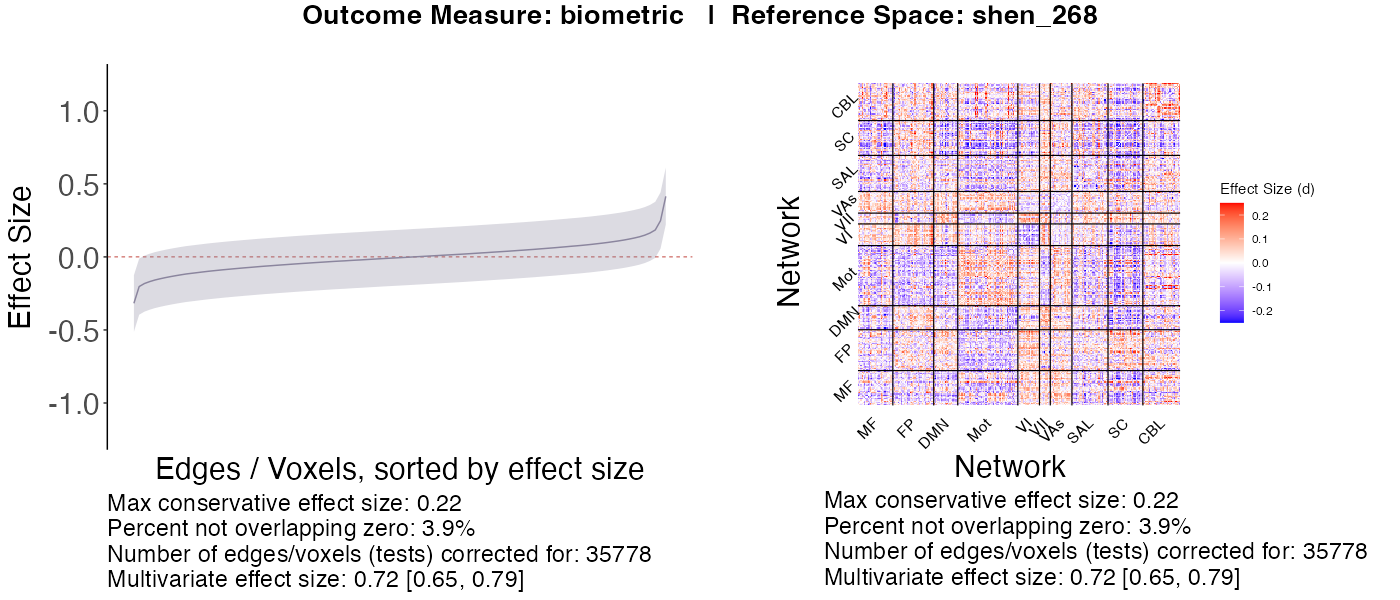 Outcome Measure: biometric | Reference Space: shen_268
1.0
0.5
0.0
-0.5
-1.0
Effect Size
Edges / Voxels, sorted by effect size
Max conservative effect size: 0.22
Percent not overlapping zero: 3.9%
Number of edges/voxels (tests) corrected for: 35778
Multivariate effect size: 0.72 [0.65, 0.79]
Network
CBL
SC
SAL
VAs
VII
VI
Mot
DMN
FP
MF
MF
FP
DMN
Mot
VI
VII
VAs
SAL
SC
CBL
Network
Effect Size (d)
0.2
0.1
0.0
-0.1
-0.2
Max conservative effect size: 0.22
Percent not overlapping zero: 3.9%
Number of edges/voxels (tests) corrected for: 35778
Multivariate effect size: 0.72 [0.65, 0.79]